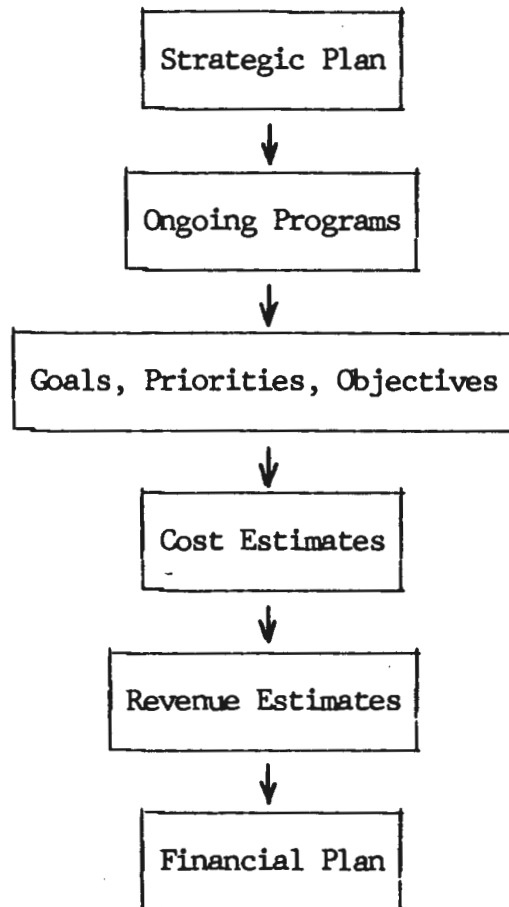 Strategic Plan
Ongoing Programs
Goals, Priorities, Objectives
Cost Estimates
Revenue Estimates
Financial Plan